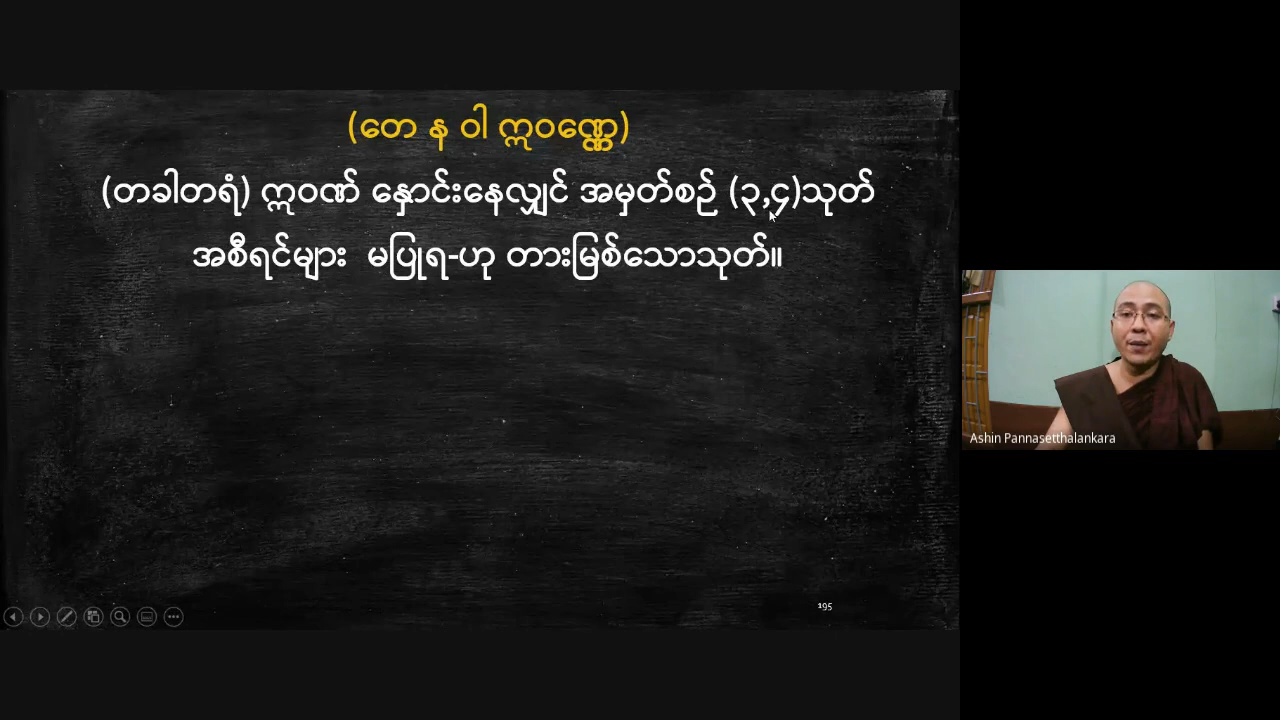 (တေ န ဝါ ဣဝဏ္ဏေ)
(တခါတရံ) ဣဝဏ် နှောင်းနေလျှင် အမှတ်စဉ် (၃,၄)သုတ်
အစီရင်များ မပြုရ-ဟု တားမြစ်သောသုတ်။
195
Ashin Pannasetthalankara